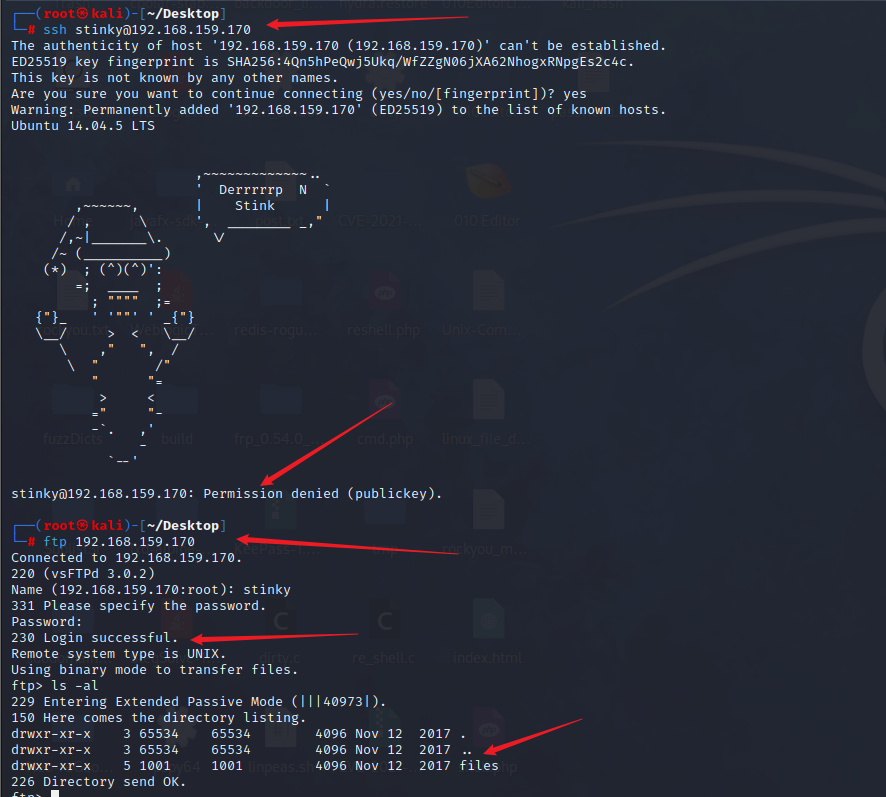 ┌──(root㉿kali)-[~/Desktop]
└─# ssh stinky@192.168.159.170
The authenticity of host '192.168.159.170 (192.168.159.170)' can't be established.
ED25519 key fingerprint is SHA256:4Qn5hPeQwj5Ukq/WfZZgN06jXA62NhogxRNpgEs2c4c.
This key is not known by any other names.
Are you sure you want to continue connecting (yes/no/[fingerprint])? yes
Warning: Permanently added '192.168.159.170' (ED25519) to the list of known hosts.
Ubuntu 14.04.5 LTS
                       ,~~~~~~~~~~~~~..
                       '  Derrrrrp  N  `
        ,~~~~~~,       |    Stink      |
       / ,      \      ',  ________ _,"
      /,~|_______\.      \/
     /~ (__________)
    (*)  ; (^)(^)':
        =;  ____  ;
          ; """"  ;=
   {"}_   ' '""' ' _{"}
   \__/     >  <   \__/
      \    ,"   ",  /
       \  "       /"
          "      "=
           >     <
          ="     "-
          -`.   ,'
                -
            `--'
stinky@192.168.159.170: Permission denied (publickey).
┌──(root㉿kali)-[~/Desktop]
└─# ftp 192.168.159.170
Connected to 192.168.159.170.
220 (vsFTPd 3.0.2)
Name (192.168.159.170:root): stinky
331 Please specify the password.
Password:
230 Login successful.
Remote system type is UNIX.
Using binary mode to transfer files.
ftp> ls -al
229 Entering Extended Passive Mode (|||40973|).
150 Here comes the directory listing.
drwxr-xr-x    3 65534    65534        4096 Nov 12  2017 .
drwxr-xr-x    3 65534    65534        4096 Nov 12  2017 ..
drwxr-xr-x    5 1001     1001         4096 Nov 12  2017 files
226 Directory send OK.
ftp>